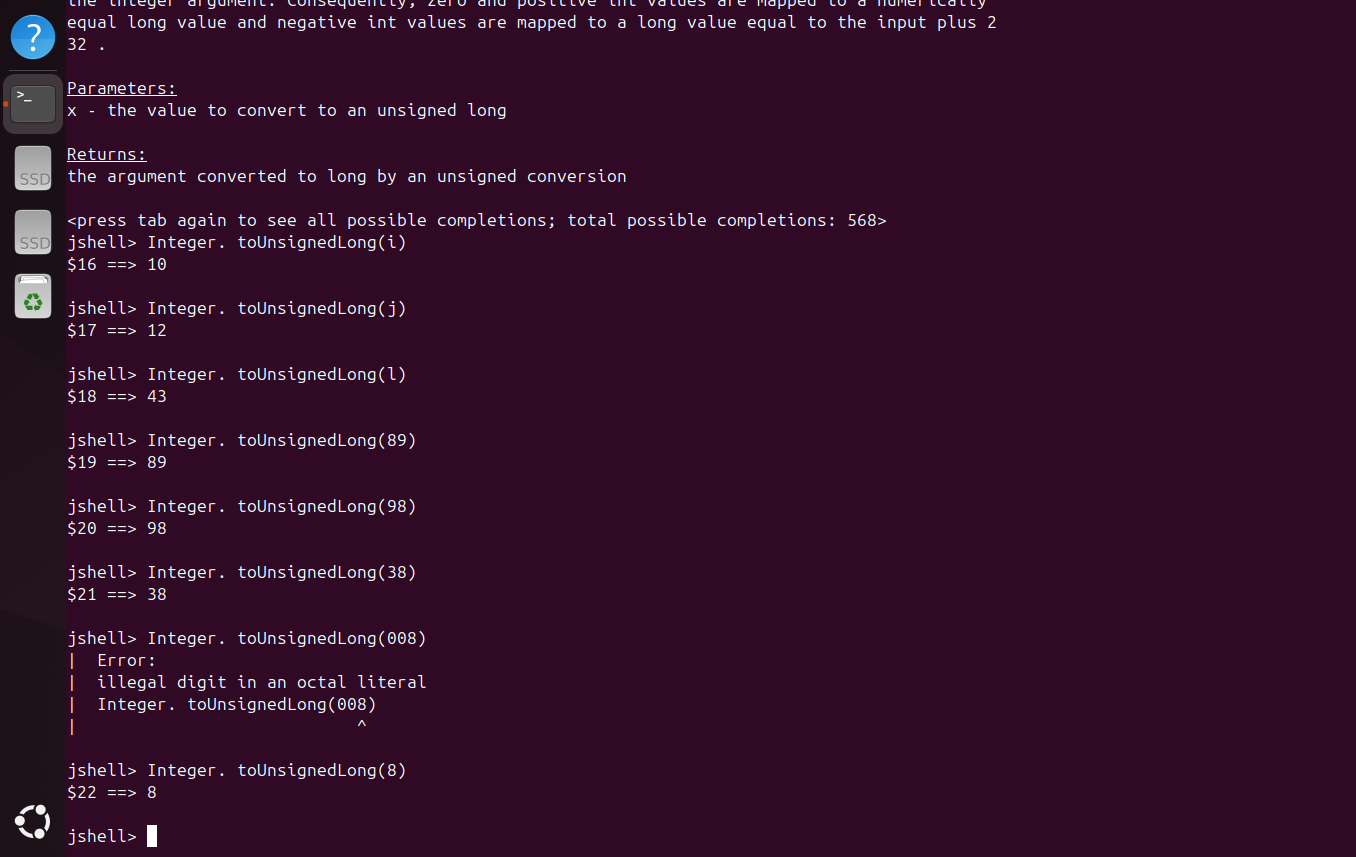 the integer argument. Consequently, zero and positive int values are mapped to a numerically
equal long value and negative int values are mapped to a long value equal to the input plus 2
32 .
Parameters:
x - the value to convert to an unsigned long
Returns:
the argument converted to long by an unsigned conversion
<press tab again to see all possible completions; total possible completions: 568>
jshell> Integer. toUnsignedLong(i)
$16 ==> 10
jshell> Integer. toUnsignedLong(j)
$17 ==> 12
jshell> Integer. toUnsignedLong(l)
$18 ==> 43
jshell> Integer. toUnsignedLong(89)
$19 ==> 89
jshell> Integer. toUnsignedLong(98)
$20 ==> 98
jshell> Integer. toUnsignedLong(38)
$21 ==> 38
jshell> Integer. toUnsignedLong(008)
|  Error:
|  illegal digit in an octal literal
|  Integer. toUnsignedLong(008)
|                            ^
jshell> Integer. toUnsignedLong(8)
$22 ==> 8
jshell>
?
>_
SSD
SSD